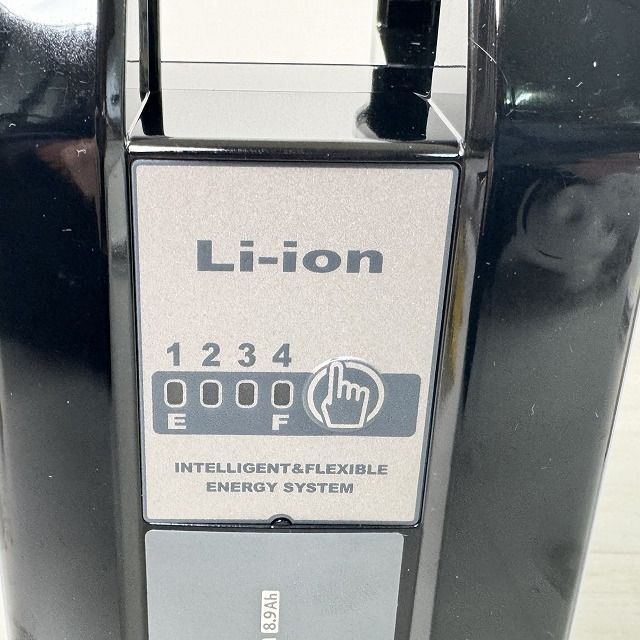 Li-ion
1 2 3 4
E F
INTELLIGENT&FLEXIBLE
ENERGY SYSTEM
8.9Ah